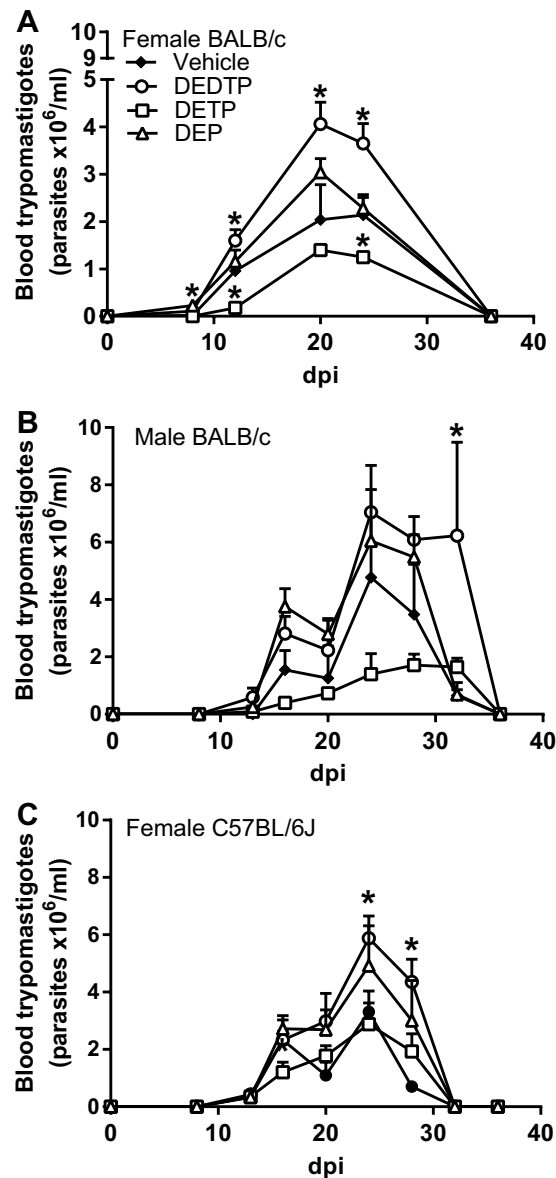 A
Female BALB/c
Vehicle
DEDTP
DETP
DEP
Blood trypomastigotes
(parasites x10⁶/ml)
10
9
5
4
3
2
1
0
* * * * * *
0 10 20 30 40
dpi
B
Male BALB/c
Blood trypomastigotes
(parasites x10⁶/ml)
10
8
6
4
2
0
*
0 10 20 30 40
dpi
C
Female C57BL/6J
Blood trypomastigotes
(parasites x10⁶/ml)
10
8
6
4
2
0
* *
0 10 20 30 40
dpi